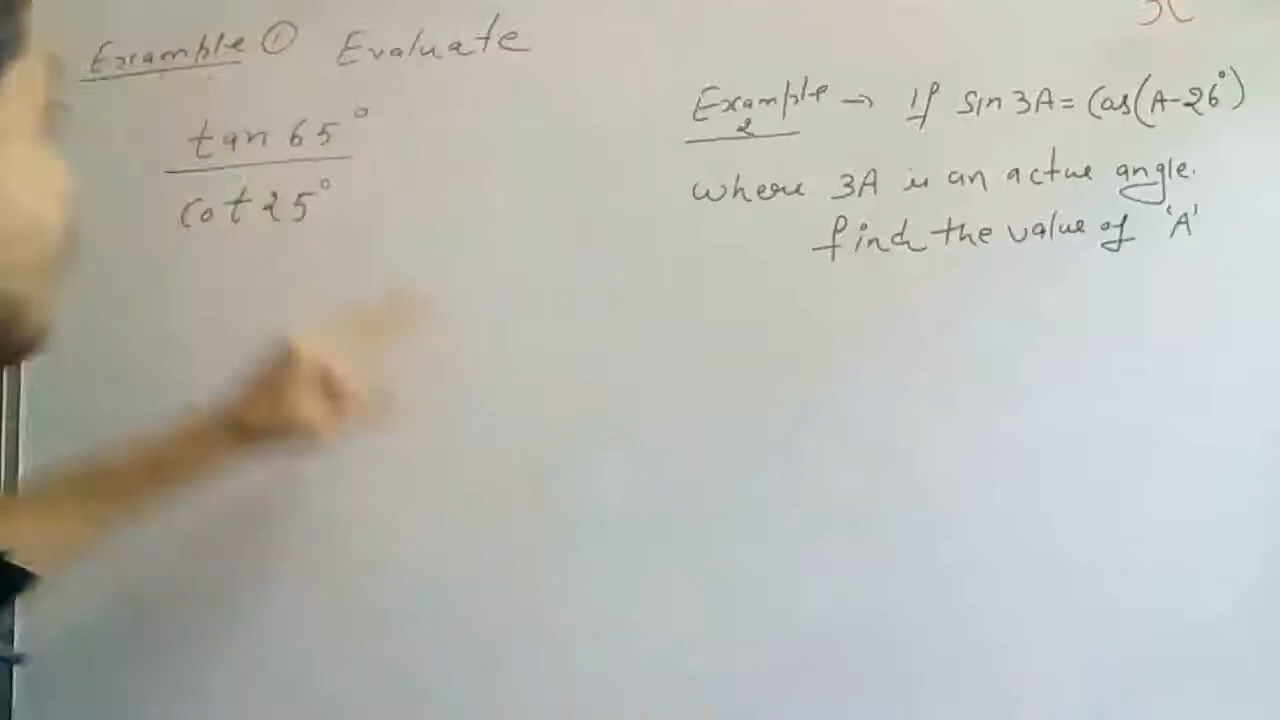 Example ① Evaluate
tan 65°
cot 25°
Example 2 → If sin 3A = Cos(A-26°)
where 3A is an actue angle.
find the value of 'A'